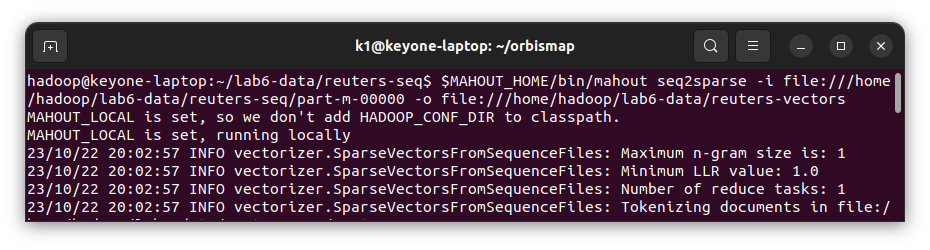 k1@keyone-laptop: ~/orbismap
hadoop@keyone-laptop:~/lab6-data/reuters-seq$ $MAHOUT_HOME/bin/mahout seq2sparse -i file:///home
/hadoop/lab6-data/reuters-seq/part-m-00000 -o file:///home/hadoop/lab6-data/reuters-vectors
MAHOUT_LOCAL is set, so we don't add HADOOP_CONF_DIR to classpath.
MAHOUT_LOCAL is set, running locally
23/10/22 20:02:57 INFO vectorizer.SparseVectorsFromSequenceFiles: Maximum n-gram size is: 1
23/10/22 20:02:57 INFO vectorizer.SparseVectorsFromSequenceFiles: Minimum LLR value: 1.0
23/10/22 20:02:57 INFO vectorizer.SparseVectorsFromSequenceFiles: Number of reduce tasks: 1
23/10/22 20:02:57 INFO vectorizer.SparseVectorsFromSequenceFiles: Tokenizing documents in file:/